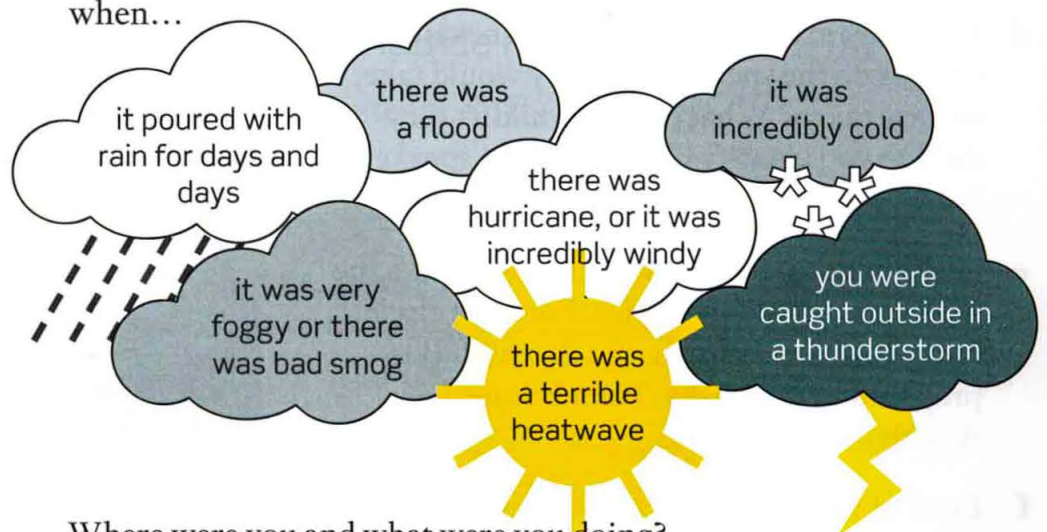 when...
it poured with
rain for days and
days
there was
a flood
it was
incredibly cold
there was
hurricane, or it was
incredibly windy
it was very
foggy or there
was bad smog
there was
a terrible
heatwave
you were
caught outside in
a thunderstorm
Where were you and what were you doing?